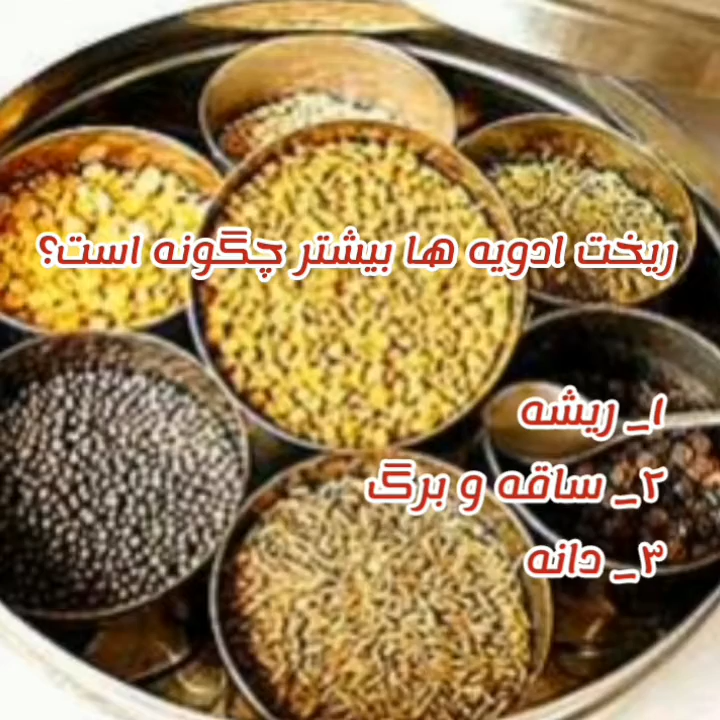 ریخت ادویه ها بیشتر چگونه است؟
۱_ ریشه
۲_ ساقه و برگ
۳_ دانه